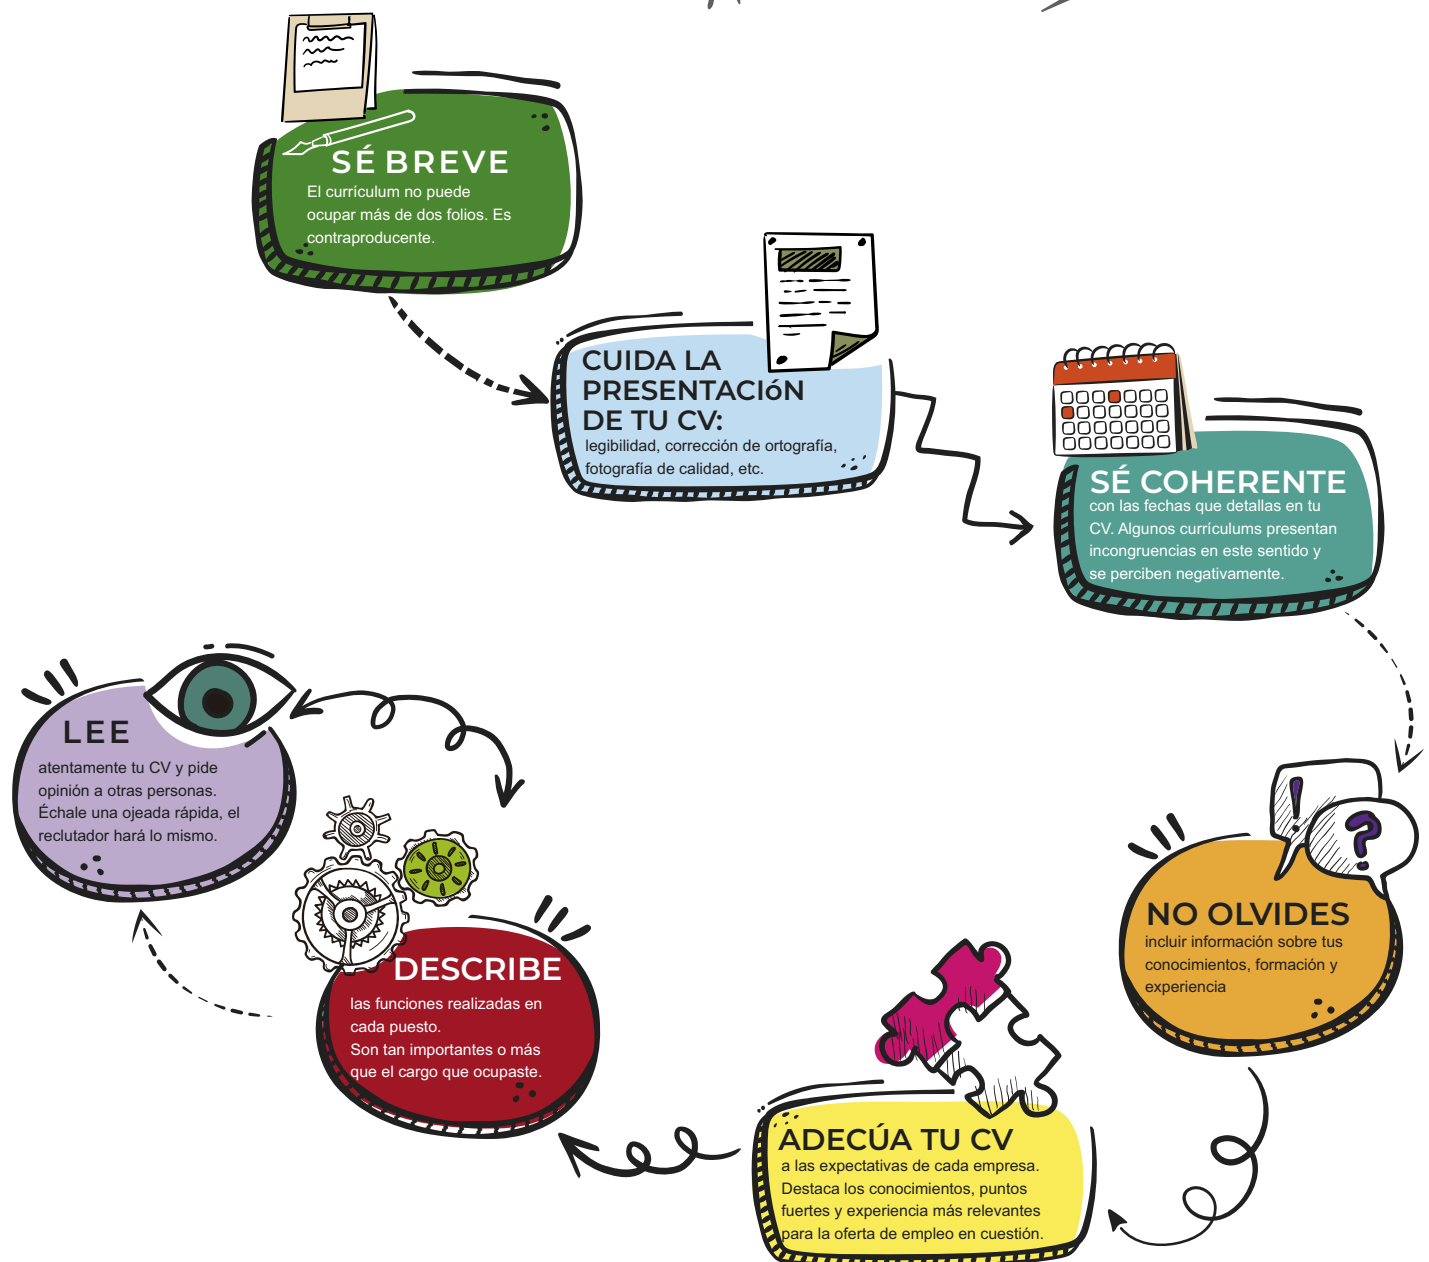 SÉ BREVE
El currículum no puede
ocupar más de dos folios. Es
contraproducente.
CUIDA LA
PRESENTACIóN
DE TU CV:
legibilidad, corrección de ortografía,
fotografía de calidad, etc.
SÉ COHERENTE
con las fechas que detallas en tu
CV. Algunos currículums presentan
incongruencias en este sentido y
se perciben negativamente.
NO OLVIDES
incluir información sobre tus
conocimientos, formación y
experiencia
ADECÚA TU CV
a las expectativas de cada empresa.
Destaca los conocimientos, puntos
fuertes y experiencia más relevantes
para la oferta de empleo en cuestión.
DESCRIBE
las funciones realizadas en
cada puesto.
Son tan importantes o más
que el cargo que ocupaste.
LEE
atentamente tu CV y pide
opinión a otras personas.
Échale una ojeada rápida, el
reclutador hará lo mismo.